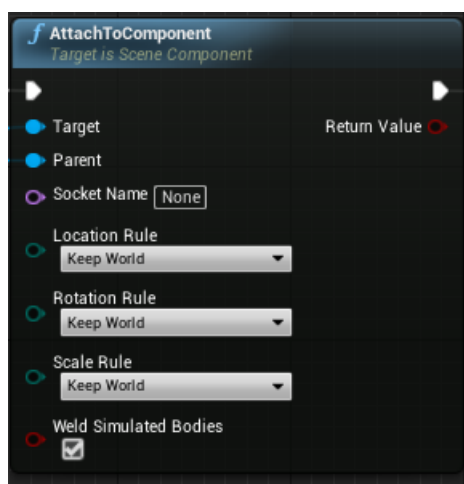 f AttachToComponent
Target is Scene Component
Target Return Value
Parent
Socket Name None
Location Rule
Keep World
Rotation Rule
Keep World
Scale Rule
Keep World
Weld Simulated Bodies